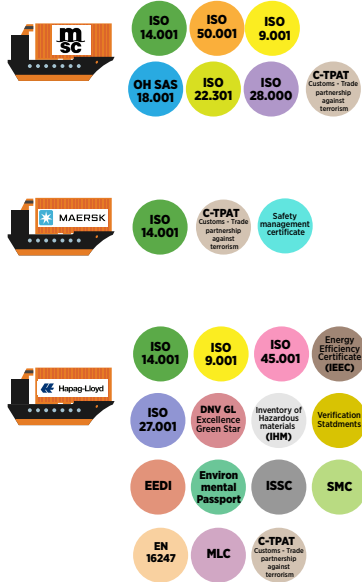 m
sc
ISO
14.001
ISO
50.001
ISO
9.001
OH SAS
18.001
ISO
22.301
ISO
28.000
C-TPAT
Customs - Trade
partnership
against
terrorism
MAERSK
ISO
14.001
C-TPAT
Customs - Trade
partnership
against
terrorism
Safety
management
certificate
Hapag-Lloyd
ISO
14.001
ISO
9.001
ISO
45.001
Energy
Efficiency
Certificate
(IEEC)
ISO
27.001
DNV GL
Excellence
Green Star
Inventory of
Hazardous
materials
(IHM)
Verification
Statdments
EEDI
Environ
mental
Passport
ISSC
SMC
EN
16247
MLC
C-TPAT
Customs - Trade
partnership
against
terrorism